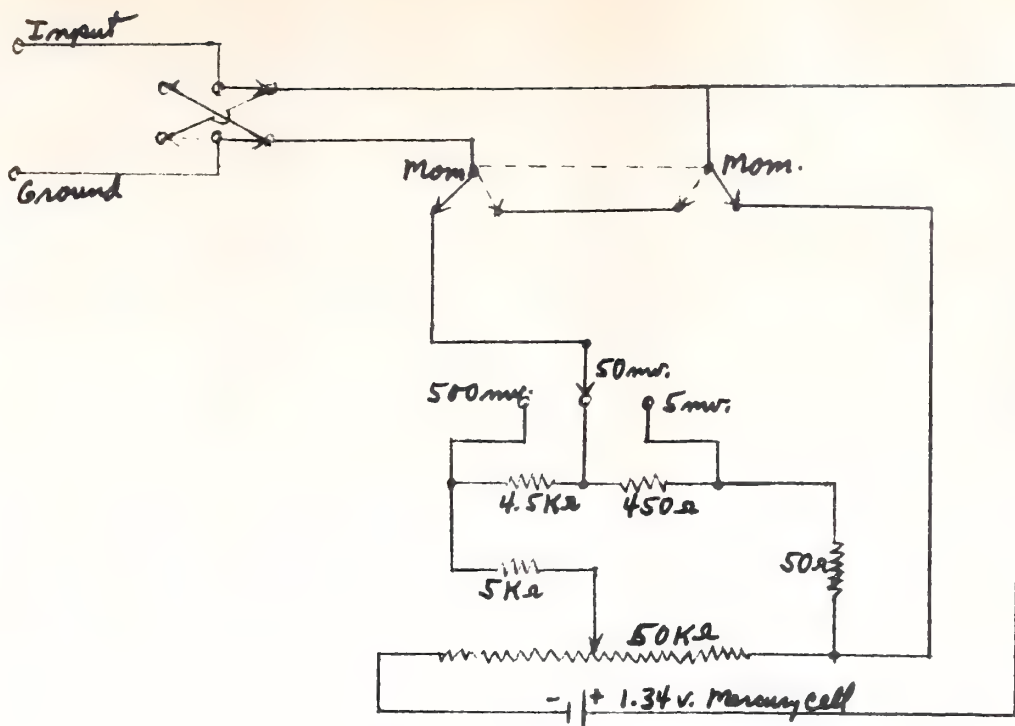 Input
Ground
Mom.
Mom.
50mv.
500mv.
5mv.
4.5KΩ
450Ω
50Ω
5KΩ
50KΩ
- + 1.34 v. Mercury cell